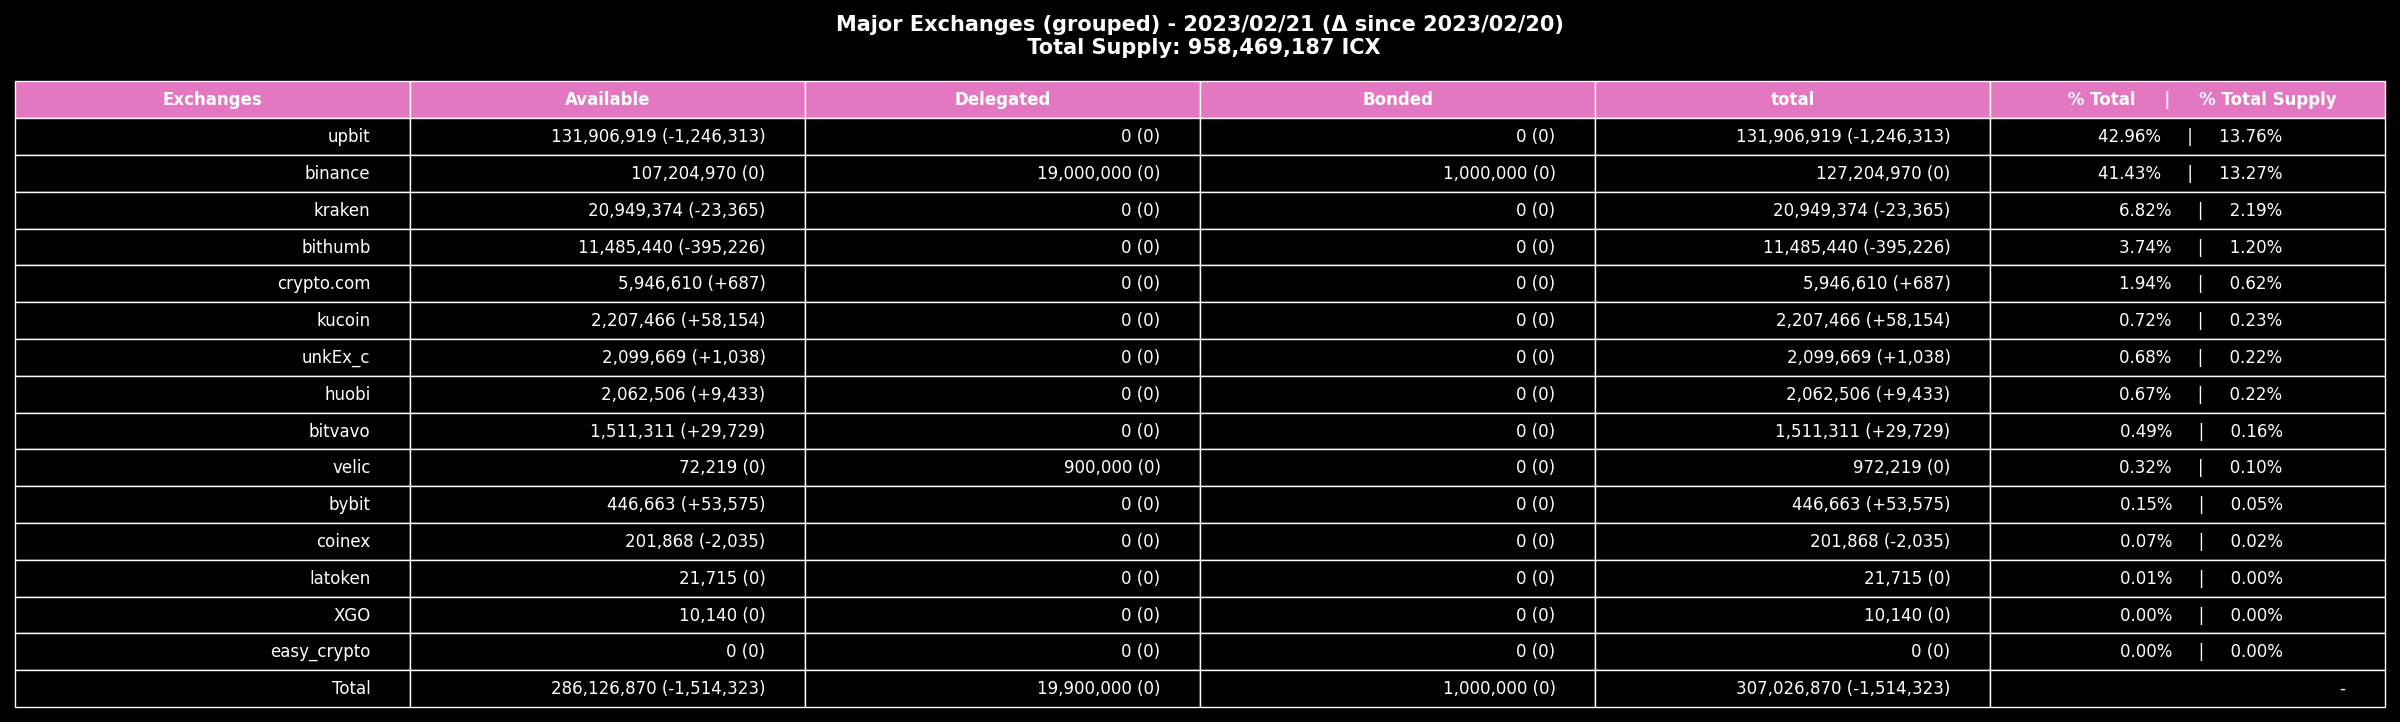 Major Exchanges (grouped) - 2023/02/21 (Δ since 2023/02/20)
Total Supply: 958,469,187 ICX
Exchanges Available Delegated Bonded total % Total | % Total Supply
upbit 131,906,919 (-1,246,313) 0 (0) 0 (0) 131,906,919 (-1,246,313) 42.96% | 13.76%
binance 107,204,970 (0) 19,000,000 (0) 1,000,000 (0) 127,204,970 (0) 41.43% | 13.27%
kraken 20,949,374 (-23,365) 0 (0) 0 (0) 20,949,374 (-23,365) 6.82% | 2.19%
bithumb 11,485,440 (-395,226) 0 (0) 0 (0) 11,485,440 (-395,226) 3.74% | 1.20%
crypto.com 5,946,610 (+687) 0 (0) 0 (0) 5,946,610 (+687) 1.94% | 0.62%
kucoin 2,207,466 (+58,154) 0 (0) 0 (0) 2,207,466 (+58,154) 0.72% | 0.23%
unkEx_c 2,099,669 (+1,038) 0 (0) 0 (0) 2,099,669 (+1,038) 0.68% | 0.22%
huobi 2,062,506 (+9,433) 0 (0) 0 (0) 2,062,506 (+9,433) 0.67% | 0.22%
bitvavo 1,511,311 (+29,729) 0 (0) 0 (0) 1,511,311 (+29,729) 0.49% | 0.16%
velic 72,219 (0) 900,000 (0) 0 (0) 972,219 (0) 0.32% | 0.10%
bybit 446,663 (+53,575) 0 (0) 0 (0) 446,663 (+53,575) 0.15% | 0.05%
coinex 201,868 (-2,035) 0 (0) 0 (0) 201,868 (-2,035) 0.07% | 0.02%
latoken 21,715 (0) 0 (0) 0 (0) 21,715 (0) 0.01% | 0.00%
XGO 10,140 (0) 0 (0) 0 (0) 10,140 (0) 0.00% | 0.00%
easy_crypto 0 (0) 0 (0) 0 (0) 0 (0) 0.00% | 0.00%
Total 286,126,870 (-1,514,323) 19,900,000 (0) 1,000,000 (0) 307,026,870 (-1,514,323) -